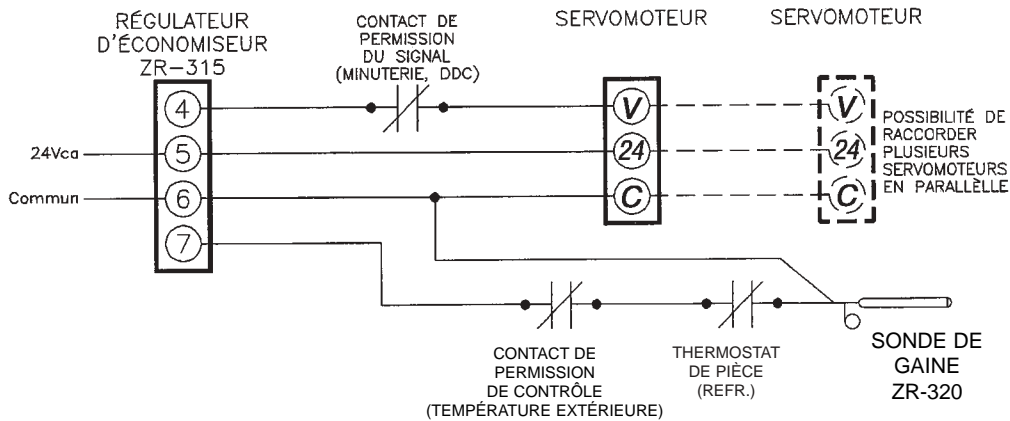 RÉGULATEUR
D'ÉCONOMISEUR
ZR-315
CONTACT DE
PERMISSION
DU SIGNAL
(MINUTERIE, DDC)
SERVOMOTEUR
SERVOMOTEUR
4
V
V
24Vca
5
24
24
Commun
6
C
C
7
POSSIBILITÉ DE
RACCORDER
PLUSIEURS
SERVOMOTEURS
EN PARALLÈLLE
CONTACT DE
PERMISSION
DE CONTRÔLE
(TEMPÉRATURE EXTÉRIEURE)
THERMOSTAT
DE PIÈCE
(REFR.)
SONDE DE
GAINE
ZR-320